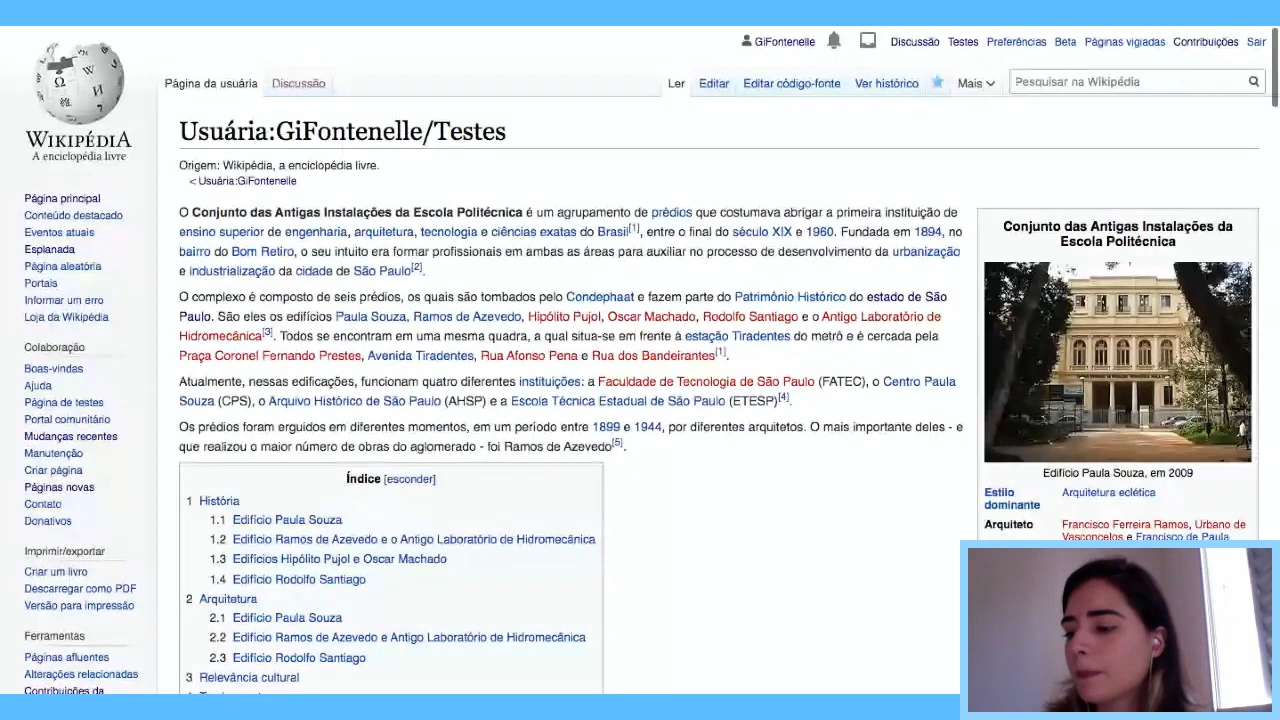 GiFontenelle Discussão Testes Preferências Beta Páginas vigiadas Contribuições Sair
Página da usuária Discussão Ler Editar Editar código-fonte Ver histórico Mais Pesquisar na Wikipédia
WIKIPÉDIA
A enciclopédia livre
Página principal
Conteúdo destacado
Eventos atuais
Esplanada
Página aleatória
Portais
Informar um erro
Loja da Wikipédia
Colaboração
Boas-vindas
Ajuda
Página de testes
Portal comunitário
Mudanças recentes
Manutenção
Criar página
Páginas novas
Contato
Donativos
Imprimir/exportar
Criar um livro
Descarregar como PDF
Versão para impressão
Ferramentas
Páginas afluentes
Alterações relacionadas
Contribuições da
Usuária:GiFontenelle/Testes
Origem: Wikipédia, a enciclopédia livre.
< Usuária:GiFontenelle
O Conjunto das Antigas Instalações da Escola Politécnica é um agrupamento de prédios que costumava abrigar a primeira instituição de
ensino superior de engenharia, arquitetura, tecnologia e ciências exatas do Brasil[1], entre o final do século XIX e 1960. Fundada em 1894, no
bairro do Bom Retiro, o seu intuito era formar profissionais em ambas as áreas para auxiliar no processo de desenvolvimento da urbanização
e industrialização da cidade de São Paulo[2].
O complexo é composto de seis prédios, os quais são tombados pelo Condephaat e fazem parte do Patrimônio Histórico do estado de São
Paulo. São eles os edifícios Paula Souza, Ramos de Azevedo, Hipólito Pujol, Oscar Machado, Rodolfo Santiago e o Antigo Laboratório de
Hidromecânica[3]. Todos se encontram em uma mesma quadra, a qual situa-se em frente à estação Tiradentes do metrô e é cercada pela
Praça Coronel Fernando Prestes, Avenida Tiradentes, Rua Afonso Pena e Rua dos Bandeirantes[1].
Atualmente, nessas edificações, funcionam quatro diferentes instituições: a Faculdade de Tecnologia de São Paulo (FATEC), o Centro Paula
Souza (CPS), o Arquivo Histórico de São Paulo (AHSP) e a Escola Técnica Estadual de São Paulo (ETESP)[4].
Os prédios foram erguidos em diferentes momentos, em um período entre 1899 e 1944, por diferentes arquitetos. O mais importante deles - e
que realizou o maior número de obras do aglomerado - foi Ramos de Azevedo[5].
Índice [esconder]
1 História
1.1 Edifício Paula Souza
1.2 Edifício Ramos de Azevedo e o Antigo Laboratório de Hidromecânica
1.3 Edifícios Hipólito Pujol e Oscar Machado
1.4 Edifício Rodolfo Santiago
2 Arquitetura
2.1 Edifício Paula Souza
2.2 Edifício Ramos de Azevedo e Antigo Laboratório de Hidromecânica
2.3 Edifício Rodolfo Santiago
3 Relevância cultural
Conjunto das Antigas Instalações da
Escola Politécnica
Edifício Paula Souza, em 2009
Estilo dominante Arquitetura eclética
Arquiteto Francisco Ferreira Ramos, Urbano de
Vasconcelos e Francisco de Paula